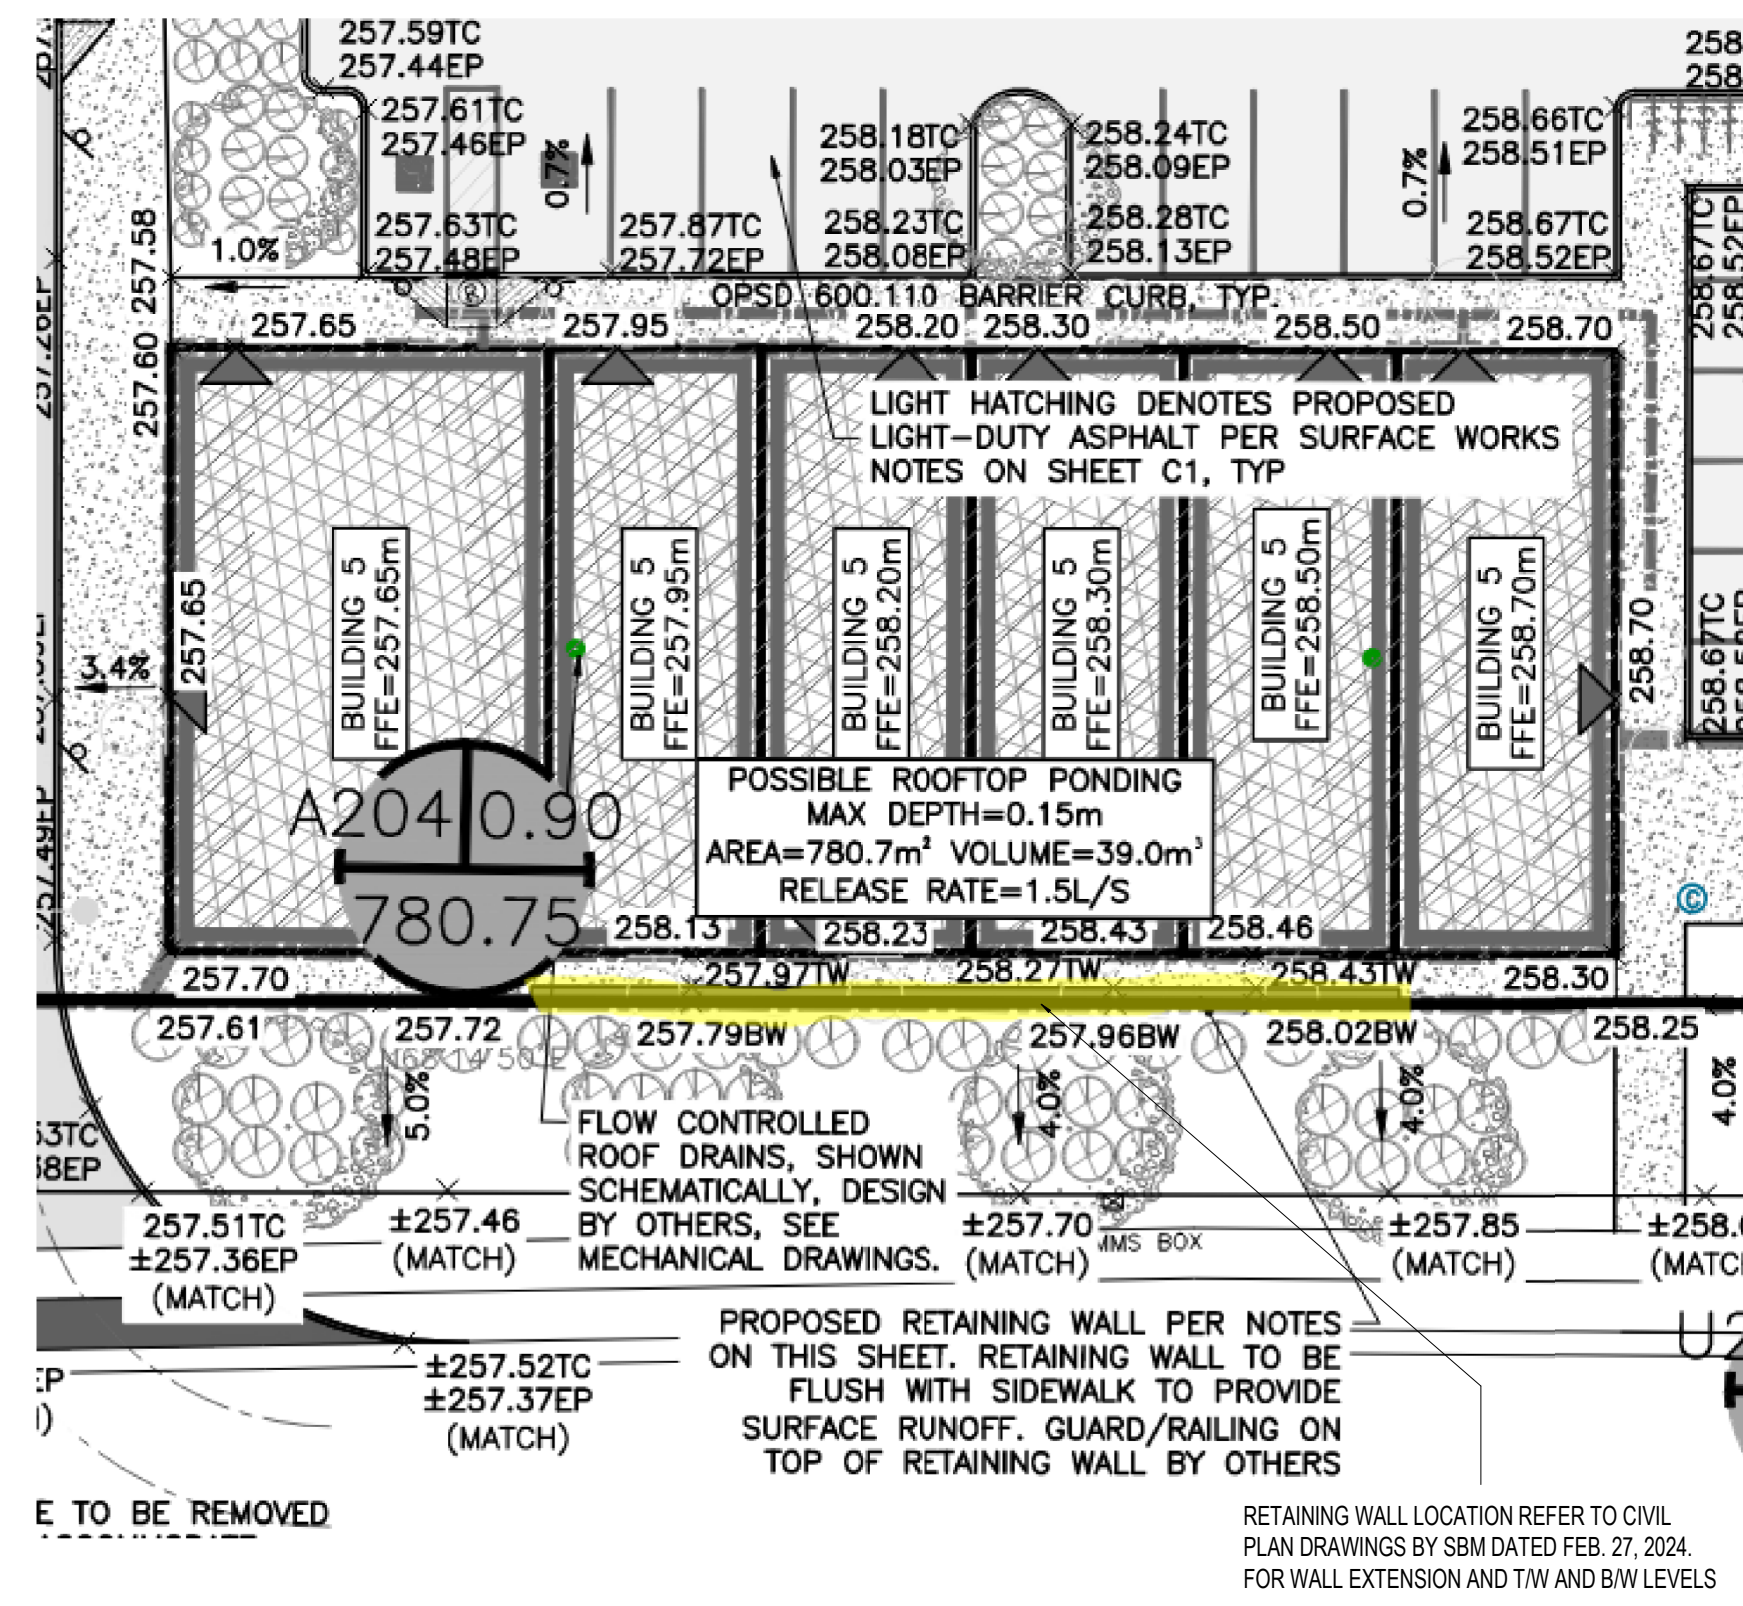 257.59TC
257.44EP
257.61TC
257.46EP
0.7%
258.18TC
258.03EP
258.24TC
258.09EP
0.7%
258.66TC
258.51EP
257.58
1.0%
257.63TC
257.48EP
257.87TC
257.72EP
258.23TC
258.08EP
258.28TC
258.13EP
258.67TC
258.52EP
258.67TC
258.52EP
257.26EP
R
OPSD 600.110 BARRIER CURB, TYP.
257.60
257.65
257.95
258.20
258.30
258.50
258.70
LIGHT HATCHING DENOTES PROPOSED
LIGHT-DUTY ASPHALT PER SURFACE WORKS
NOTES ON SHEET C1, TYP
257.65
3.4%
BUILDING 5
FFE=257.65m
BUILDING 5
FFE=257.95m
BUILDING 5
FFE=258.20m
BUILDING 5
FFE=258.30m
BUILDING 5
FFE=258.50m
BUILDING 5
FFE=258.70m
258.70
258.67TC
A204 0.90
780.75
POSSIBLE ROOFTOP PONDING
MAX DEPTH=0.15m
AREA=780.7m² VOLUME=39.0m³
RELEASE RATE=1.5L/S
257.49EP
©
258.13
258.23
258.43
258.46
257.70
257.97TW
258.27TW
258.43TW
258.30
257.61
257.72
257.79BW
257.96BW
258.02BW
258.25
N68°14'50"E
5.0%
4.0%
4.0%
4.0%
FLOW CONTROLLED
ROOF DRAINS, SHOWN
SCHEMATICALLY, DESIGN
BY OTHERS, SEE
MECHANICAL DRAWINGS.
257.51TC
±257.36EP
(MATCH)
±257.46
(MATCH)
±257.70
(MATCH)
MMS BOX
±257.85
(MATCH)
±257.52TC
±257.37EP
(MATCH)
PROPOSED RETAINING WALL PER NOTES
ON THIS SHEET. RETAINING WALL TO BE
FLUSH WITH SIDEWALK TO PROVIDE
SURFACE RUNOFF. GUARD/RAILING ON
TOP OF RETAINING WALL BY OTHERS
E TO BE REMOVED
RETAINING WALL LOCATION REFER TO CIVIL
PLAN DRAWINGS BY SBM DATED FEB. 27, 2024.
FOR WALL EXTENSION AND T/W AND B/W LEVELS